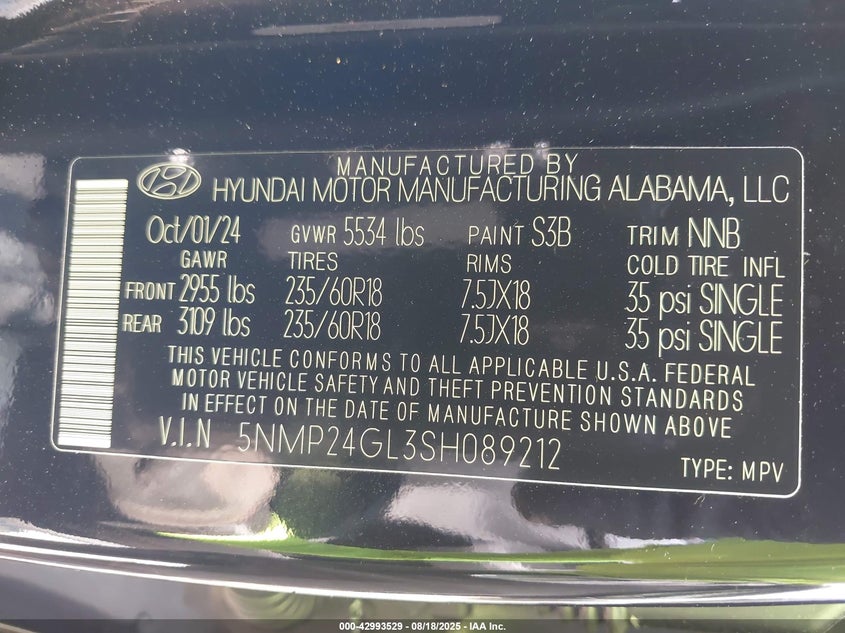 MANUFACTURED BY
HYUNDAI MOTOR MANUFACTURING ALABAMA, LLC
Oct/01/24 GVWR 5534 lbs PAINT S3B TRIM NNB
GAWR TIRES RIMS COLD TIRE INFL
FRONT 2955 lbs 235/60R18 7.5JX18 35 psi SINGLE
REAR 3109 lbs 235/60R18 7.5JX18 35 psi SINGLE
THIS VEHICLE CONFORMS TO ALL APPLICABLE U.S.A. FEDERAL
MOTOR VEHICLE SAFETY AND THEFT PREVENTION STANDARDS
IN EFFECT ON THE DATE OF MANUFACTURE SHOWN ABOVE
V.I.N 5NMP24GL3SH089212
TYPE: MPV
000-42993529 - 08/18/2025 - IAA Inc.